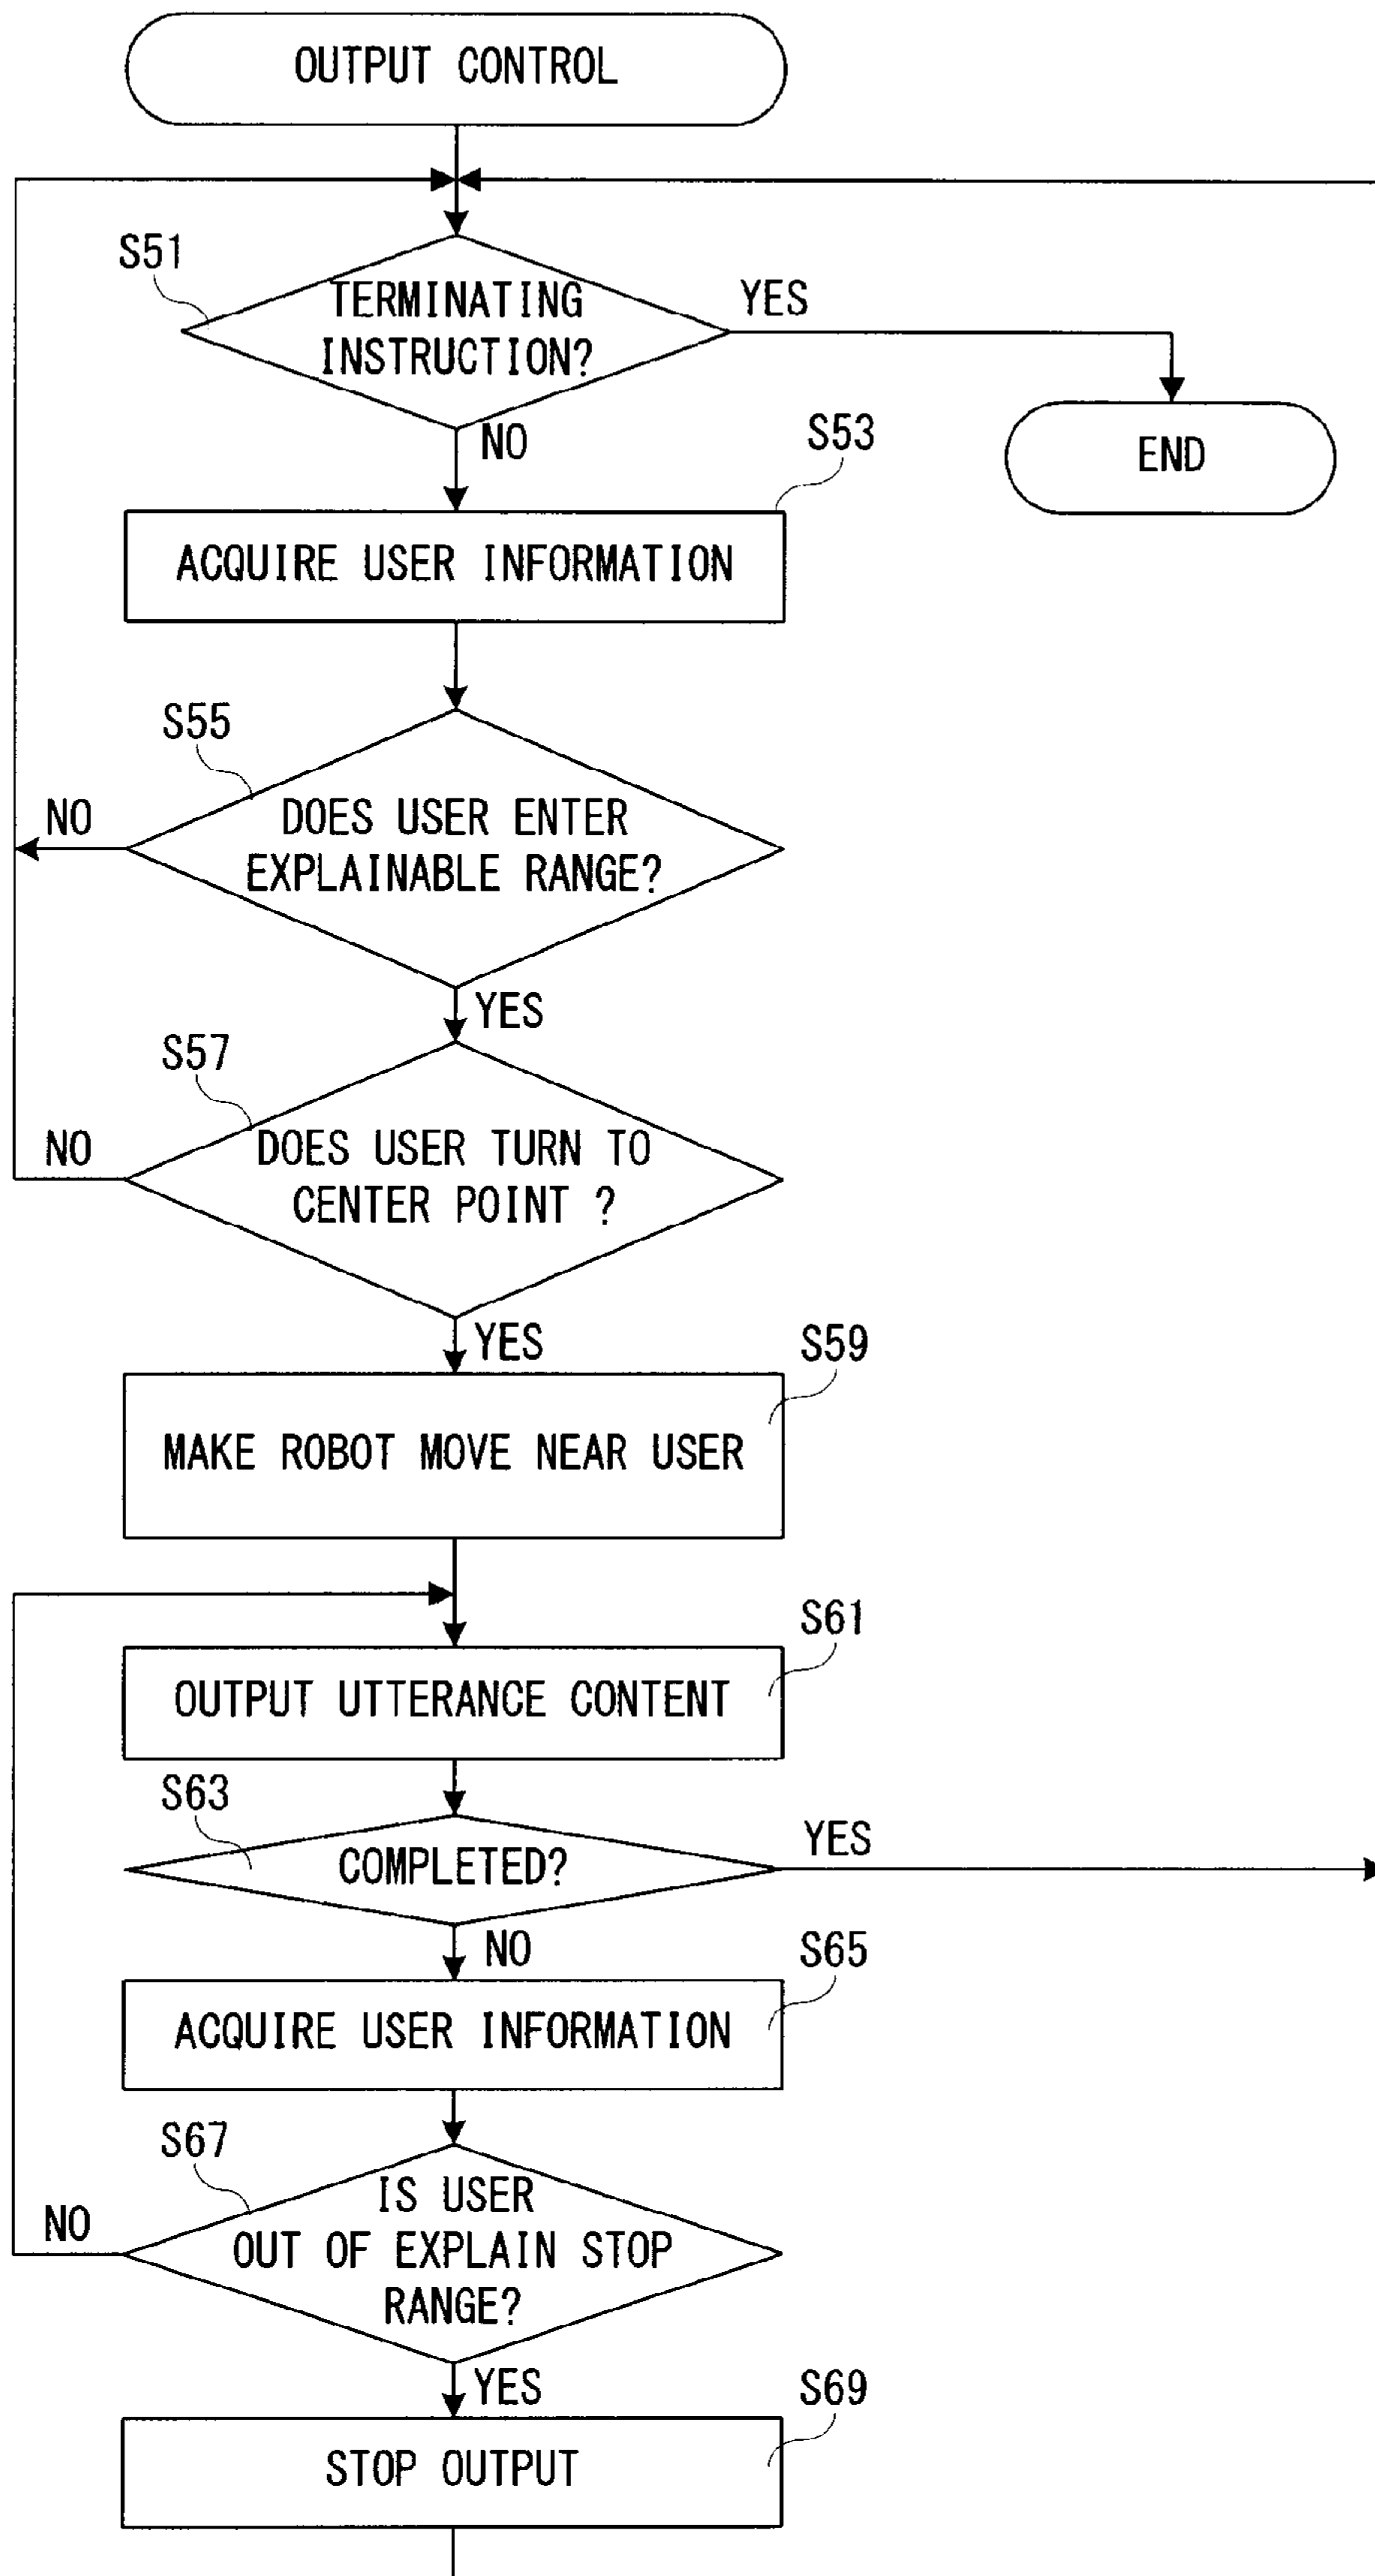 OUTPUT CONTROL
S51
TERMINATING
INSTRUCTION?
YES
NO
END
S53
ACQUIRE USER INFORMATION
S55
DOES USER ENTER
EXPLAINABLE RANGE?
NO
YES
S57
DOES USER TURN TO
CENTER POINT ?
NO
YES
S59
MAKE ROBOT MOVE NEAR USER
S61
OUTPUT UTTERANCE CONTENT
S63
COMPLETED?
YES
NO
S65
ACQUIRE USER INFORMATION
S67
IS USER
OUT OF EXPLAIN STOP
RANGE?
NO
YES
S69
STOP OUTPUT